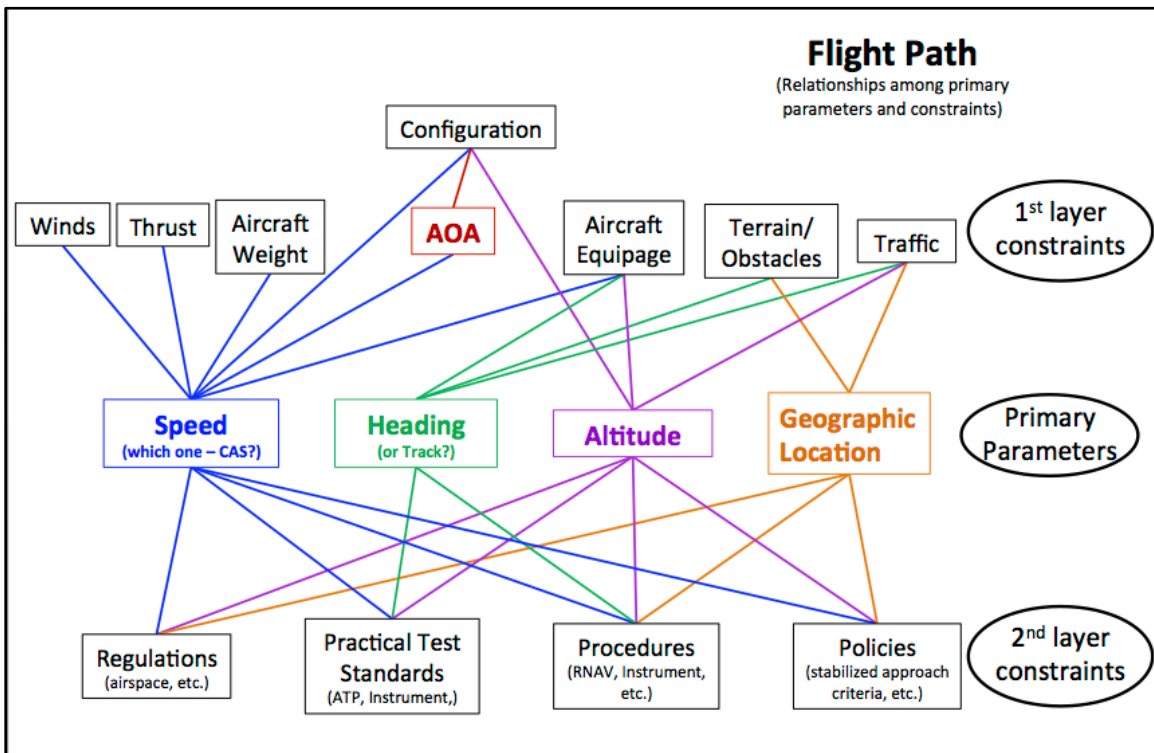 Flight Path
(Relationships among primary
parameters and constraints)
Configuration
Winds
Thrust
Aircraft
Weight
AOA
Aircraft
Equipage
Terrain/
Obstacles
Traffic
1st layer
constraints
Speed
(which one – CAS?)
Heading
(or Track?)
Altitude
Geographic
Location
Primary
Parameters
Regulations
(airspace, etc.)
Practical Test
Standards
(ATP, Instrument,)
Procedures
(RNAV, Instrument,
etc.)
Policies
(stabilized approach
criteria, etc.)
2nd layer
constraints